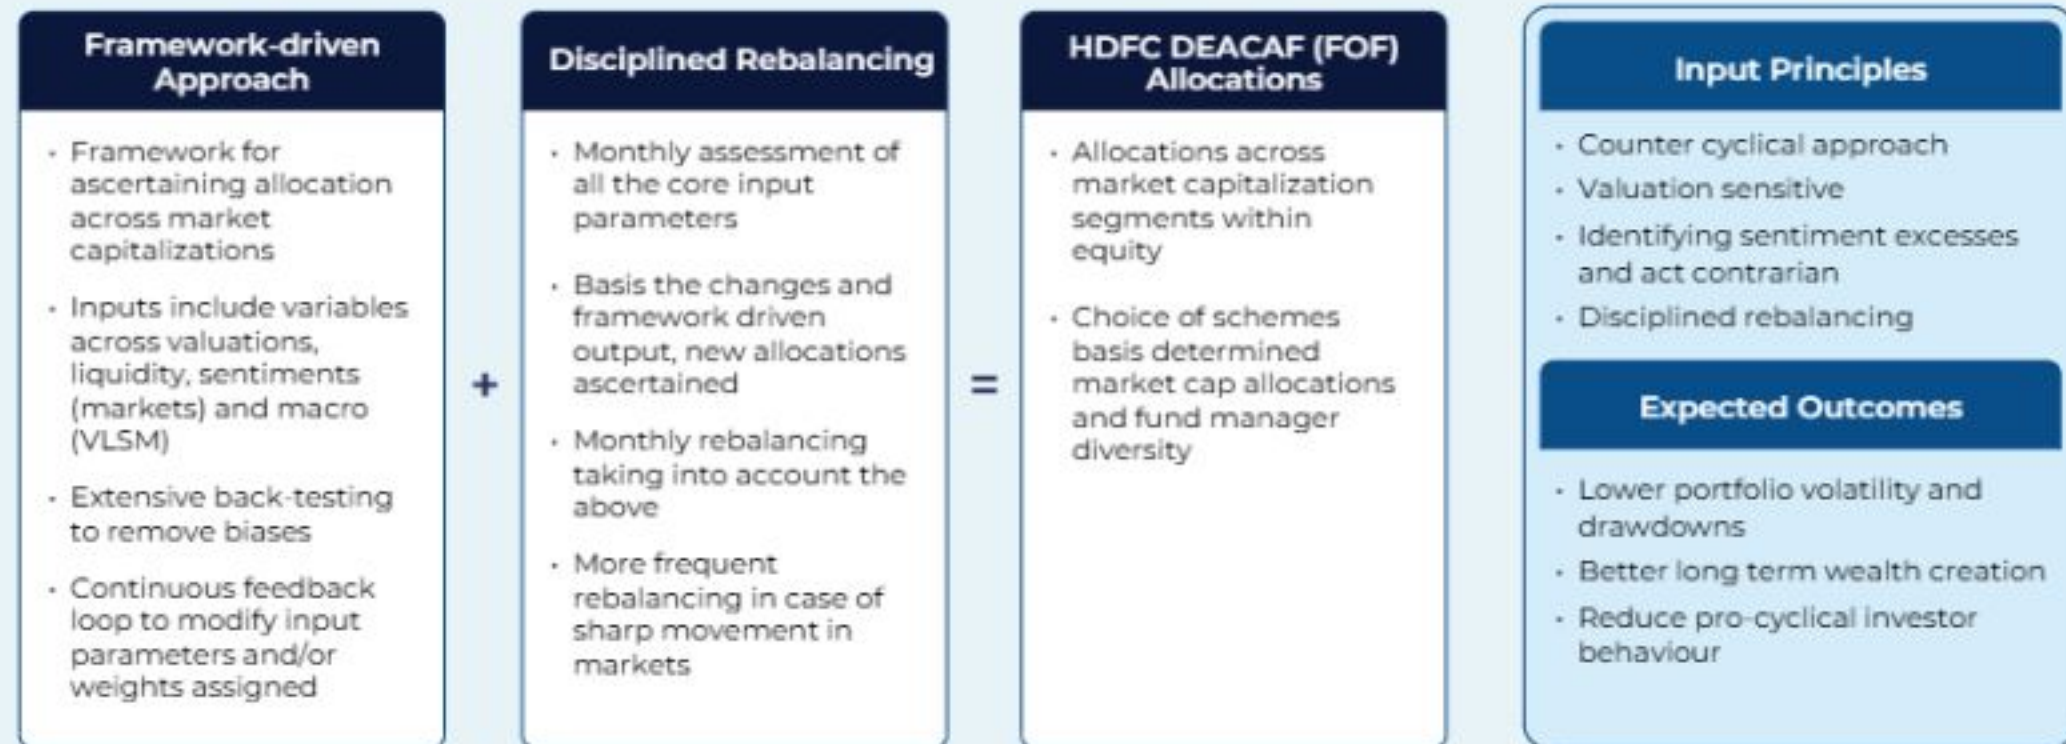 Framework-driven
Approach
• Framework for
ascertaining allocation
across market
capitalizations
• Inputs include variables
across valuations,
liquidity, sentiments
(markets) and macro
(VLSM)
• Extensive back-testing
to remove biases
• Continuous feedback
loop to modify input
parameters and/or
weights assigned
+
Disciplined Rebalancing
• Monthly assessment of
all the core input
parameters
• Basis the changes and
framework driven
output, new allocations
ascertained
• Monthly rebalancing
taking into account the
above
• More frequent
rebalancing in case of
sharp movement in
markets
=
HDFC DEACAF (FOF)
Allocations
• Allocations across
market capitalization
segments within
equity
• Choice of schemes
basis determined
market cap allocations
and fund manager
diversity
Input Principles
• Counter cyclical approach
• Valuation sensitive
• Identifying sentiment excesses
and act contrarian
• Disciplined rebalancing
Expected Outcomes
• Lower portfolio volatility and
drawdowns
• Better long term wealth creation
• Reduce pro-cyclical investor
behaviour